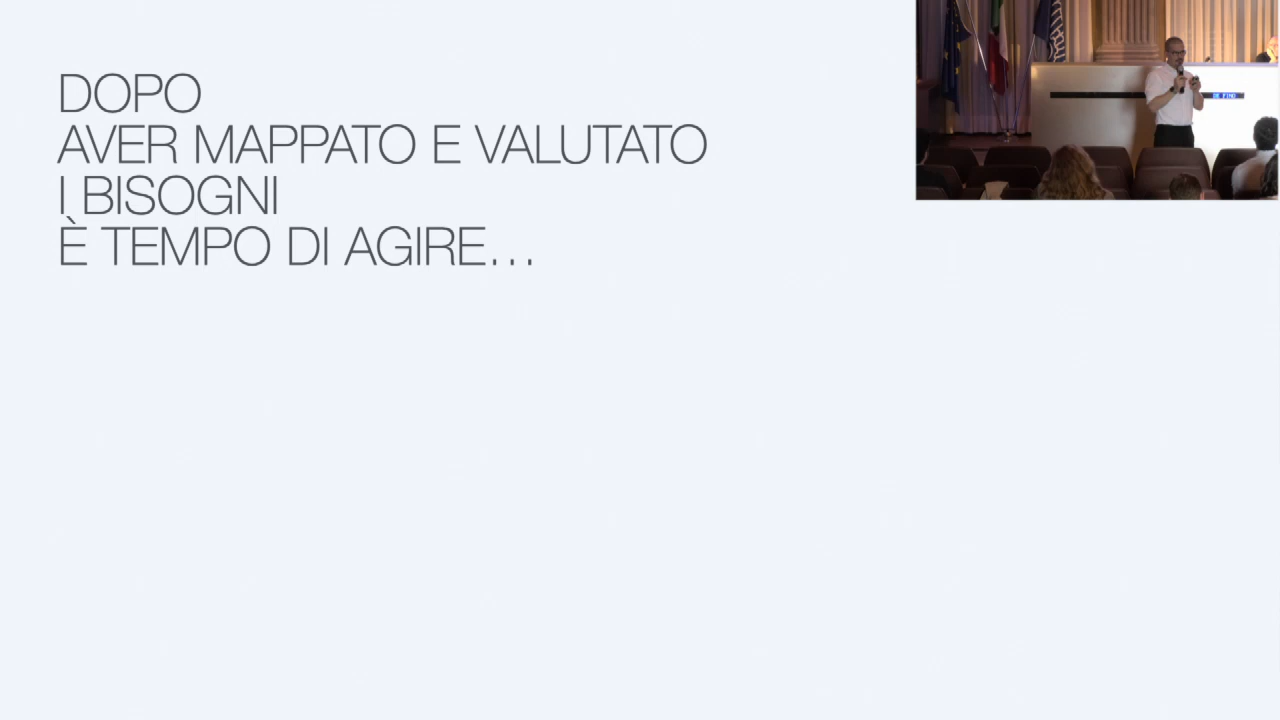 DOPO
AVER MAPPATO E VALUTATO
I BISOGNI
È TEMPO DI AGIRE…